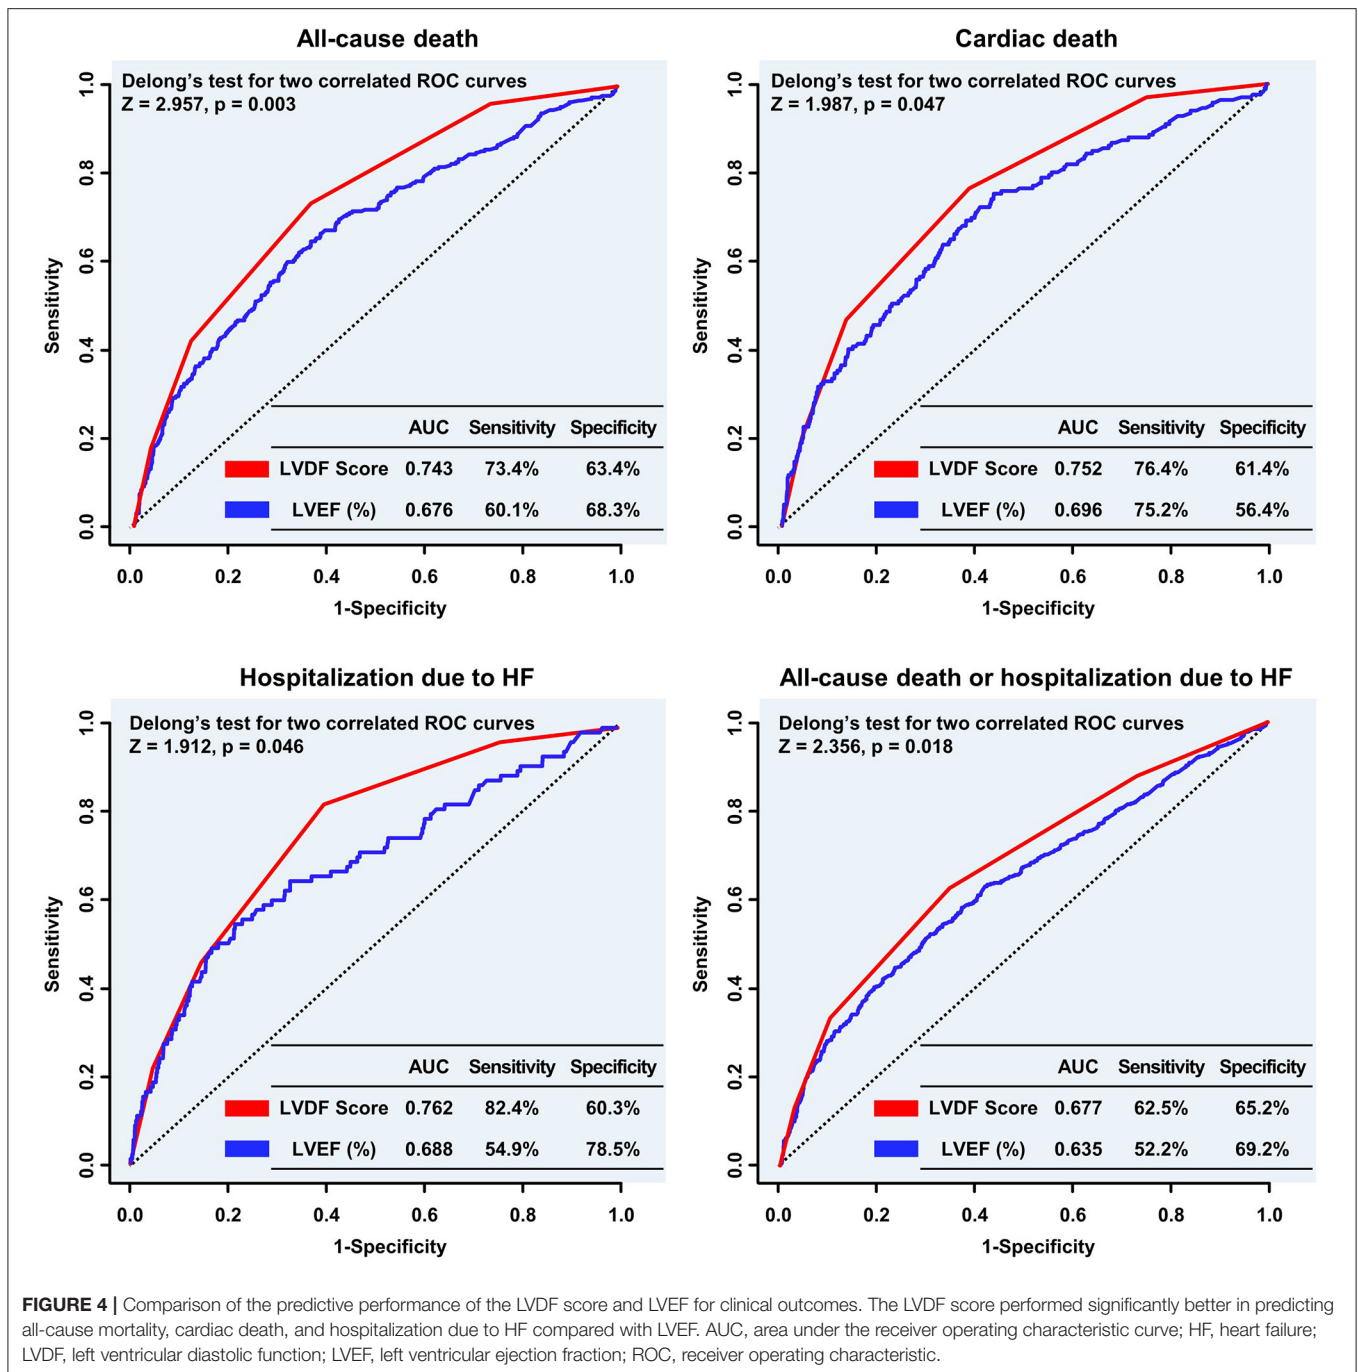 All-cause death
Delong's test for two correlated ROC curves
Z = 2.957, p = 0.003
Sensitivity
1.0
0.8
0.6
0.4
0.2
0.0
AUC Sensitivity Specificity
LVDF Score 0.743 73.4% 63.4%
LVEF (%) 0.676 60.1% 68.3%
0.0 0.2 0.4 0.6 0.8 1.0
1-Specificity
Cardiac death
Delong's test for two correlated ROC curves
Z = 1.987, p = 0.047
Sensitivity
1.0
0.8
0.6
0.4
0.2
0.0
AUC Sensitivity Specificity
LVDF Score 0.752 76.4% 61.4%
LVEF (%) 0.696 75.2% 56.4%
0.0 0.2 0.4 0.6 0.8 1.0
1-Specificity
Hospitalization due to HF
Delong's test for two correlated ROC curves
Z = 1.912, p = 0.046
Sensitivity
1.0
0.8
0.6
0.4
0.2
0.0
AUC Sensitivity Specificity
LVDF Score 0.762 82.4% 60.3%
LVEF (%) 0.688 54.9% 78.5%
0.0 0.2 0.4 0.6 0.8 1.0
1-Specificity
All-cause death or hospitalization due to HF
Delong's test for two correlated ROC curves
Z = 2.356, p = 0.018
Sensitivity
1.0
0.8
0.6
0.4
0.2
0.0
AUC Sensitivity Specificity
LVDF Score 0.677 62.5% 65.2%
LVEF (%) 0.635 52.2% 69.2%
0.0 0.2 0.4 0.6 0.8 1.0
1-Specificity
FIGURE 4 | Comparison of the predictive performance of the LVDF score and LVEF for clinical outcomes. The LVDF score performed significantly better in predicting
all-cause mortality, cardiac death, and hospitalization due to HF compared with LVEF. AUC, area under the receiver operating characteristic curve; HF, heart failure;
LVDF, left ventricular diastolic function; LVEF, left ventricular ejection fraction; ROC, receiver operating characteristic.